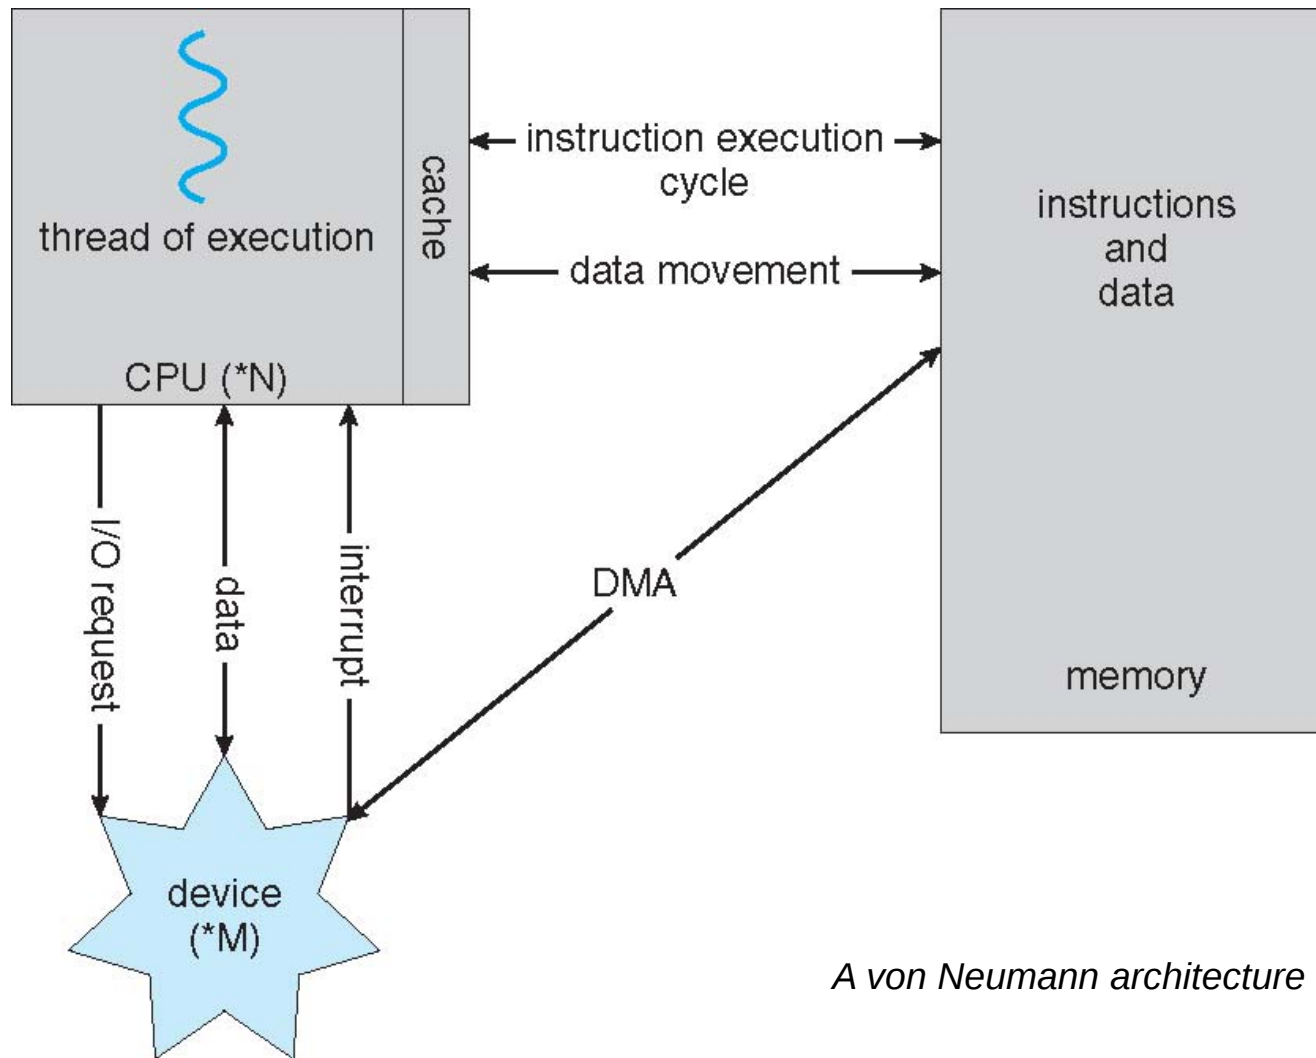 thread of execution
cache
CPU (*N)
instruction execution
cycle
data movement
instructions
and
data
I/O request
data
interrupt
DMA
memory
device
(*M)
A von Neumann architecture